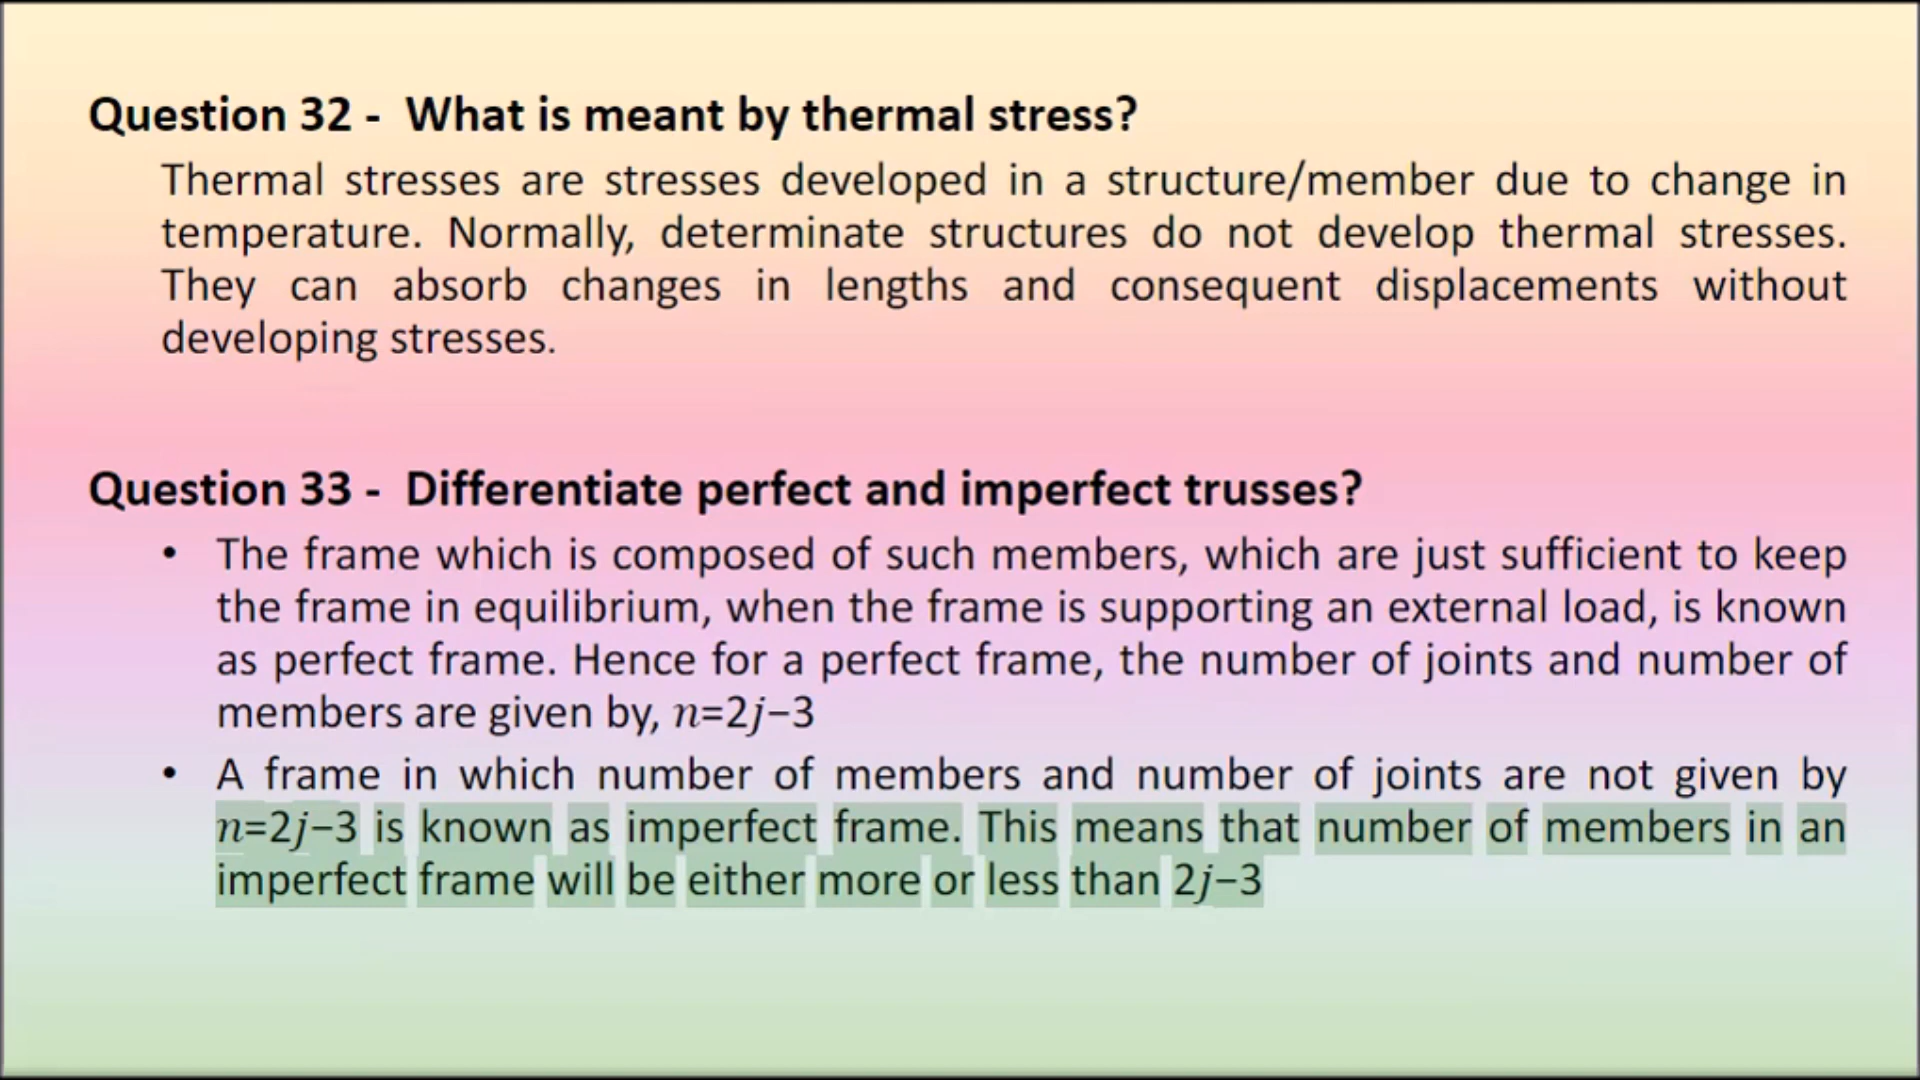 Question 32 - What is meant by thermal stress?
Thermal stresses are stresses developed in a structure/member due to change in
temperature. Normally, determinate structures do not develop thermal stresses.
They can absorb changes in lengths and consequent displacements without
developing stresses.
Question 33 - Differentiate perfect and imperfect trusses?
• The frame which is composed of such members, which are just sufficient to keep
the frame in equilibrium, when the frame is supporting an external load, is known
as perfect frame. Hence for a perfect frame, the number of joints and number of
members are given by, n=2j−3
• A frame in which number of members and number of joints are not given by
n=2j−3 is known as imperfect frame. This means that number of members in an
imperfect frame will be either more or less than 2j−3